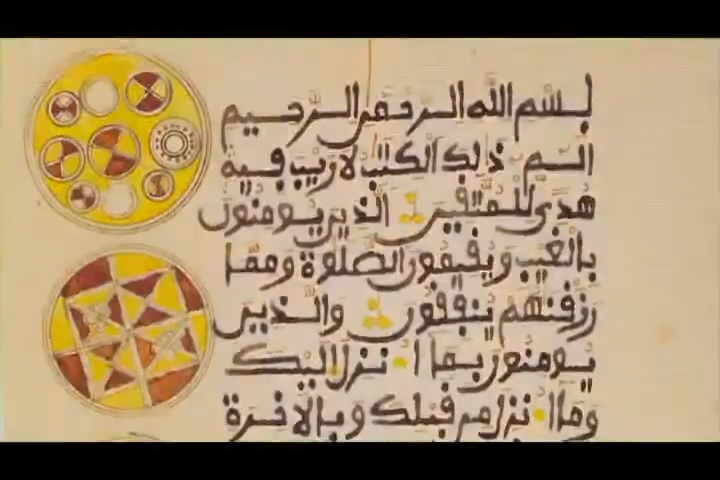 بسم الله الرحمن الرحيم
الم ذلك الكتب لا ريب فيه
هدى للمتقين الذين يومنون
بالغيب ويقيمون الصلوة ومما
رزقنهم ينفقون والذين
يومنون بما انزل اليك
وما انزل من قبلك وبالاخرة